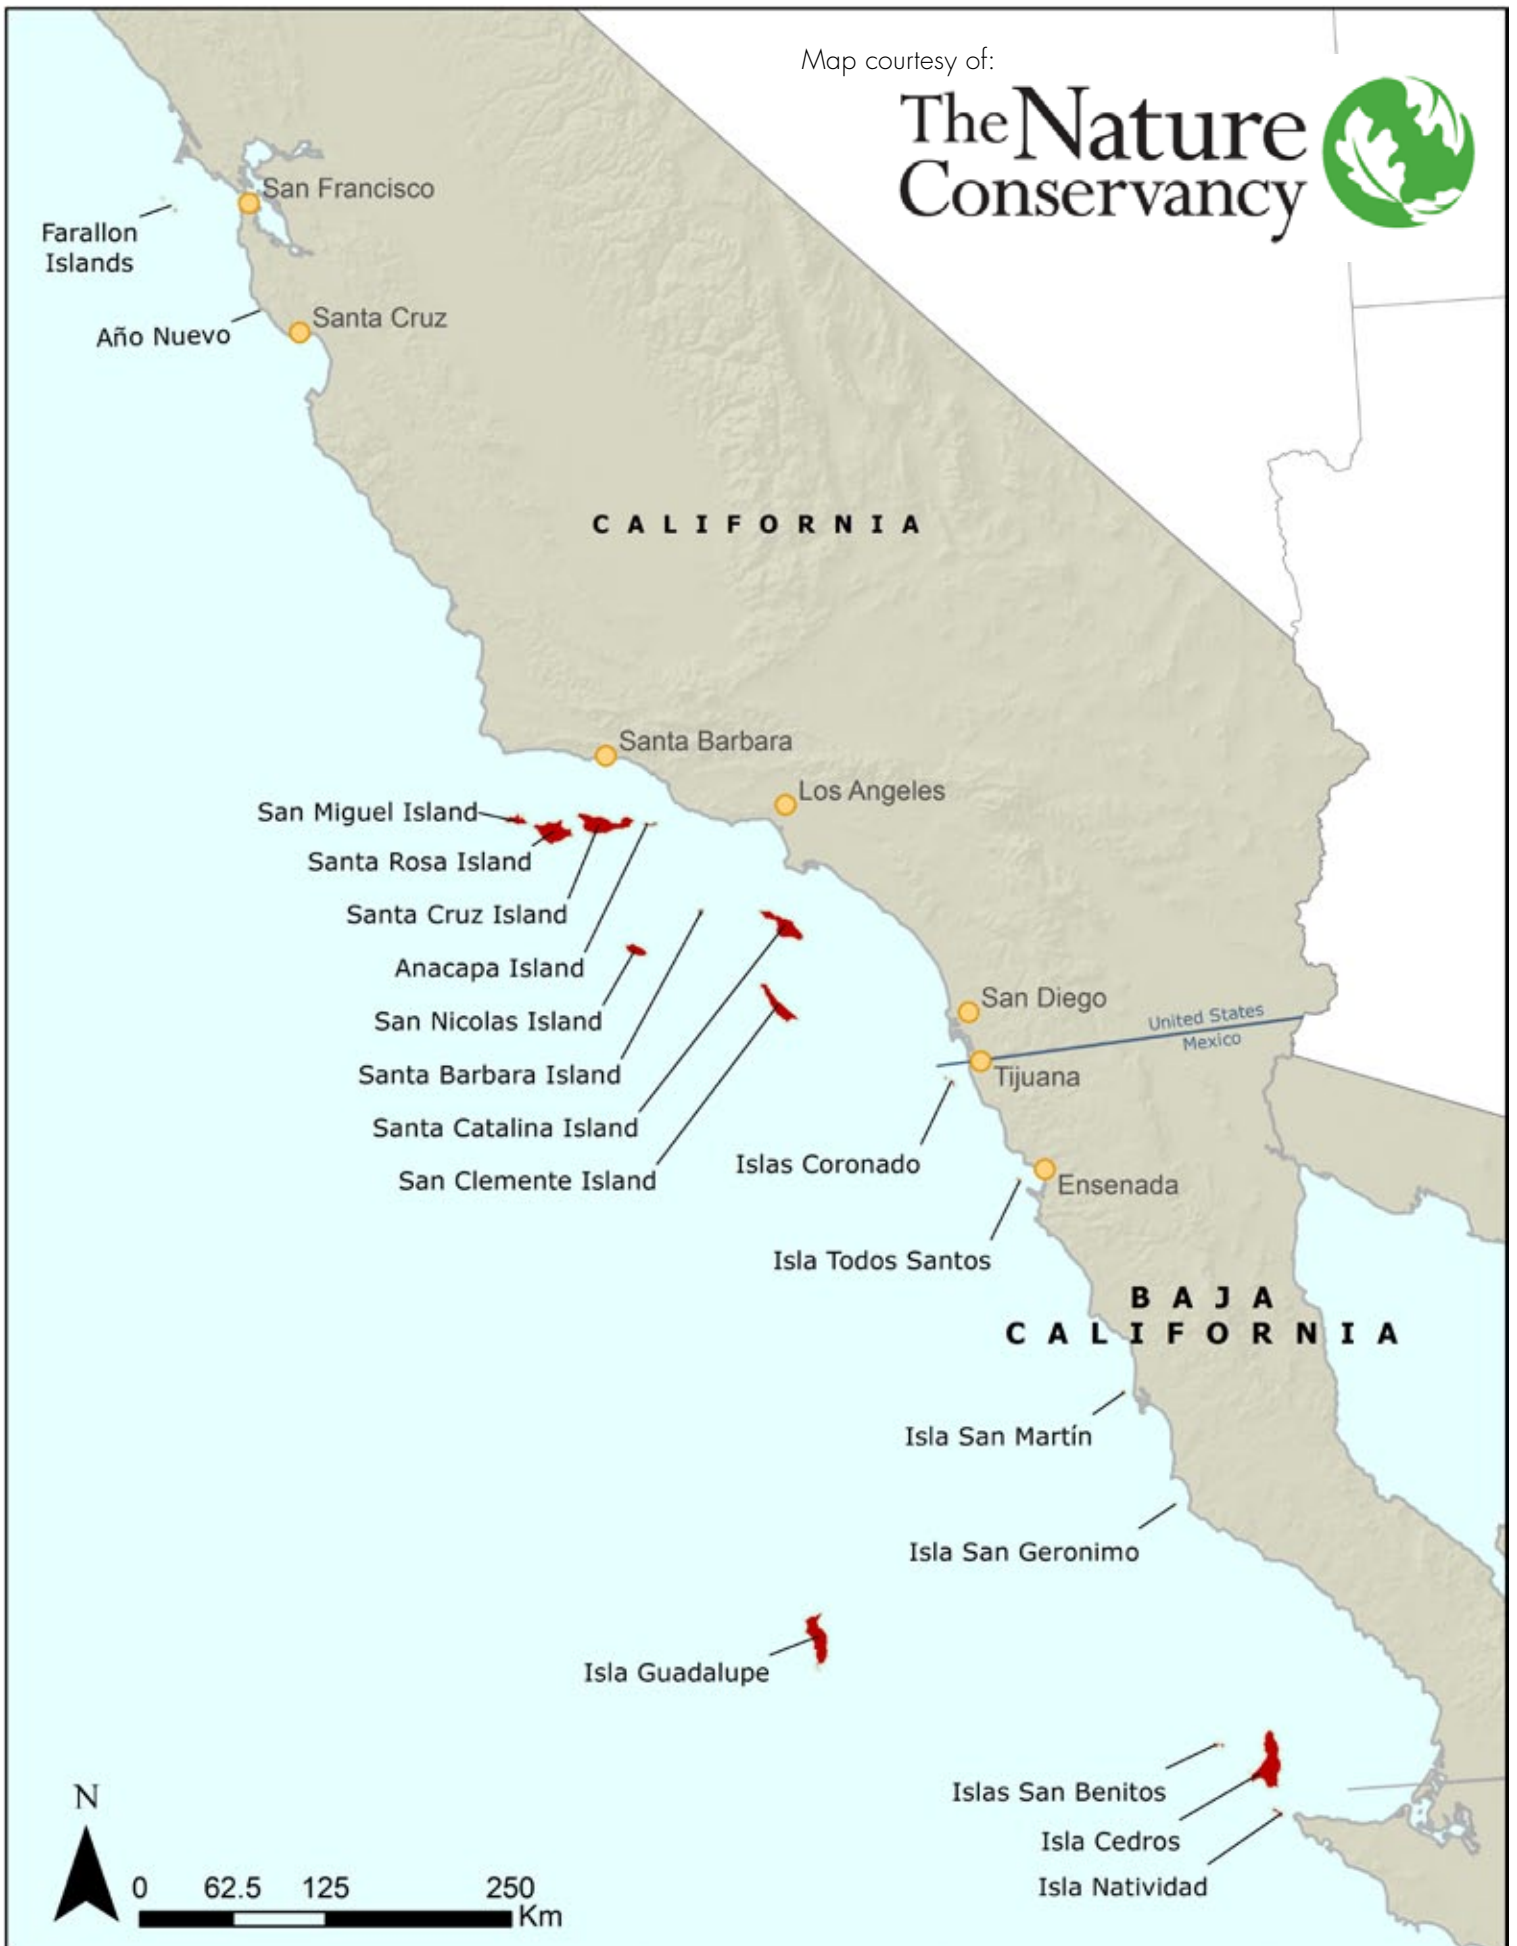 Map courtesy of:
The Nature
Conservancy
San Francisco
Farallon
Islands
Santa Cruz
Año Nuevo
C A L I F O R N I A
Santa Barbara
Los Angeles
San Miguel Island
Santa Rosa Island
Santa Cruz Island
Anacapa Island
San Nicolas Island
Santa Barbara Island
Santa Catalina Island
San Clemente Island
San Diego
United States
Mexico
Tijuana
Islas Coronado
Ensenada
Isla Todos Santos
B A J A
C A L I F O R N I A
Isla San Martín
Isla San Geronimo
Isla Guadalupe
Islas San Benitos
Isla Cedros
Isla Natividad
N
0 62.5 125 250
Km